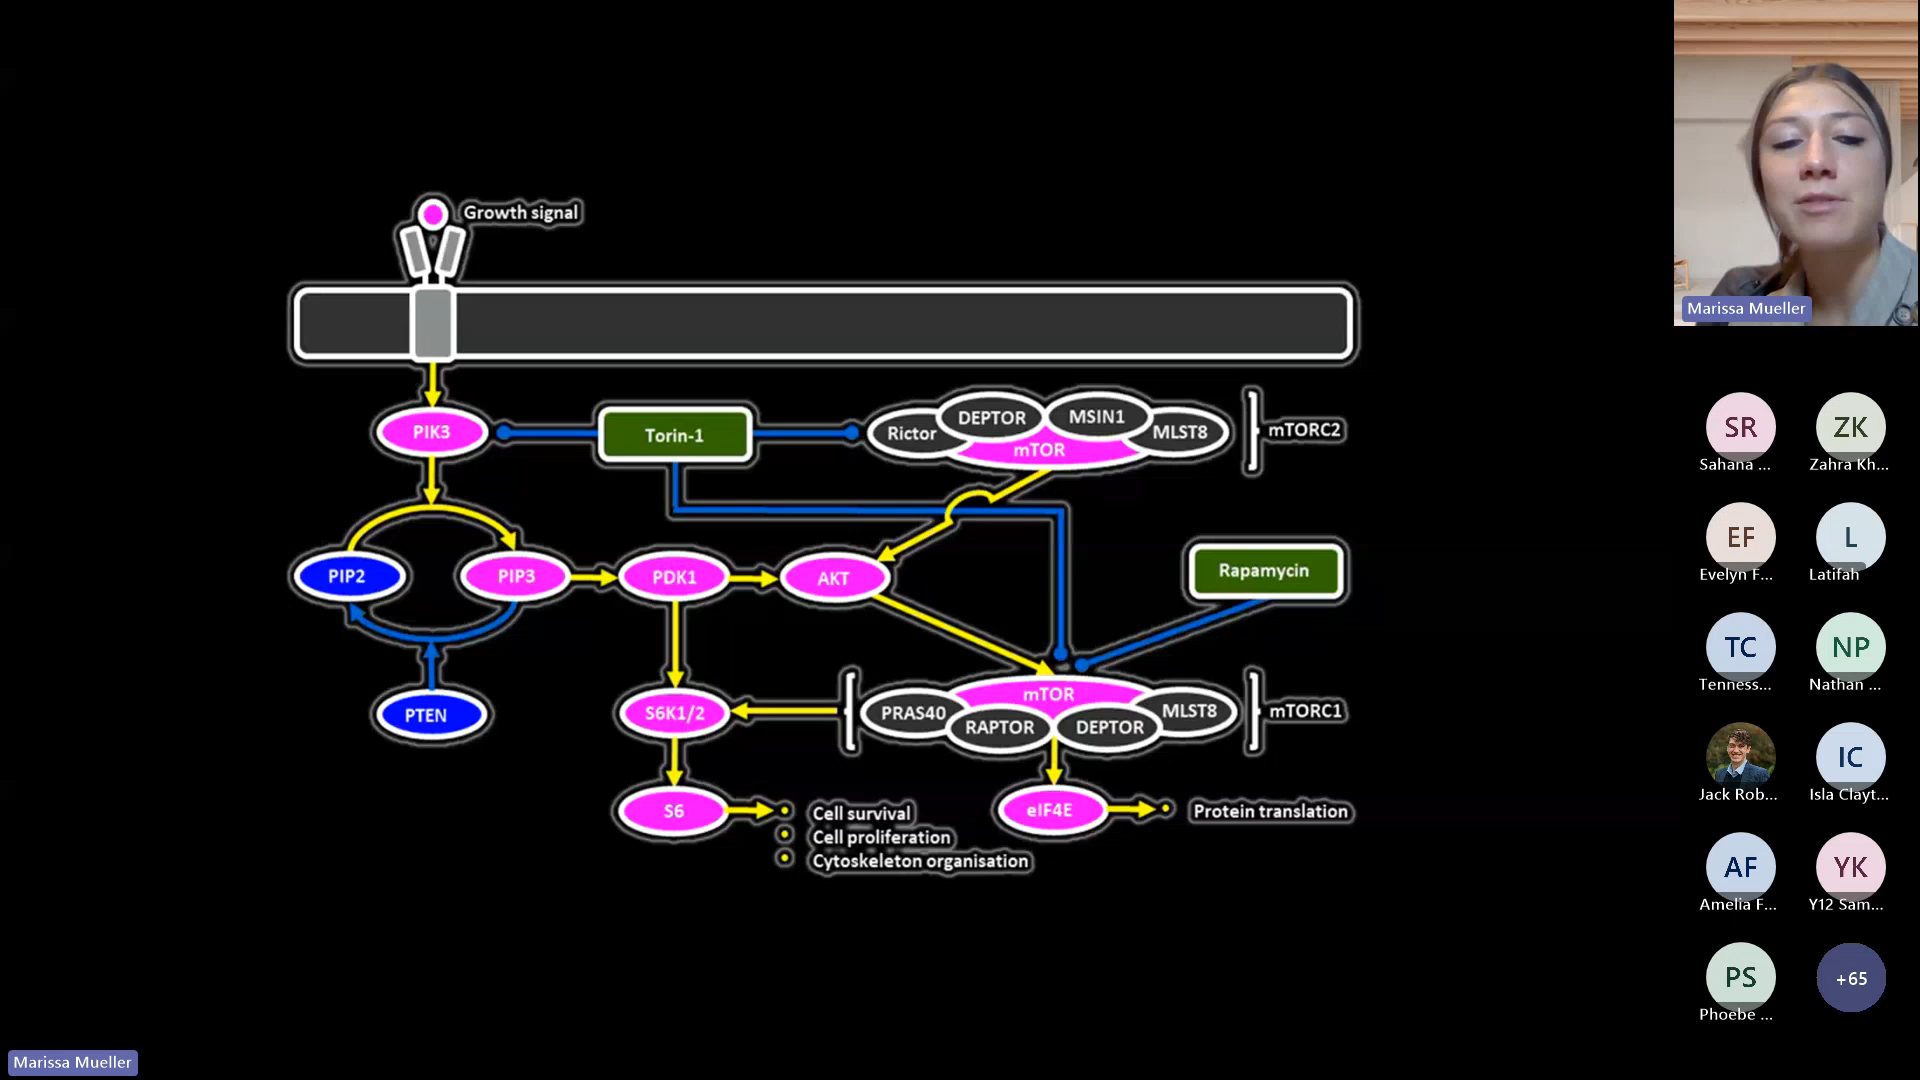 Growth signal
PIK3
Torin-1
Rictor
DEPTOR
MSIN1
MLST8
mTOR
mTORC2
PIP2
PIP3
PDK1
AKT
Rapamycin
PTEN
S6K1/2
PRAS40
mTOR
RAPTOR
DEPTOR
MLST8
mTORC1
S6
Cell survival
Cell proliferation
Cytoskeleton organisation
eIF4E
Protein translation
Marissa Mueller
SR
Sahana ...
ZK
Zahra Kh...
EF
Evelyn F...
L
Latifah
TC
Tenness...
NP
Nathan ...
Jack Rob...
IC
Isla Clayt...
AF
Amelia F...
YK
Y12 Sam...
PS
Phoebe ...
+65
Marissa Mueller